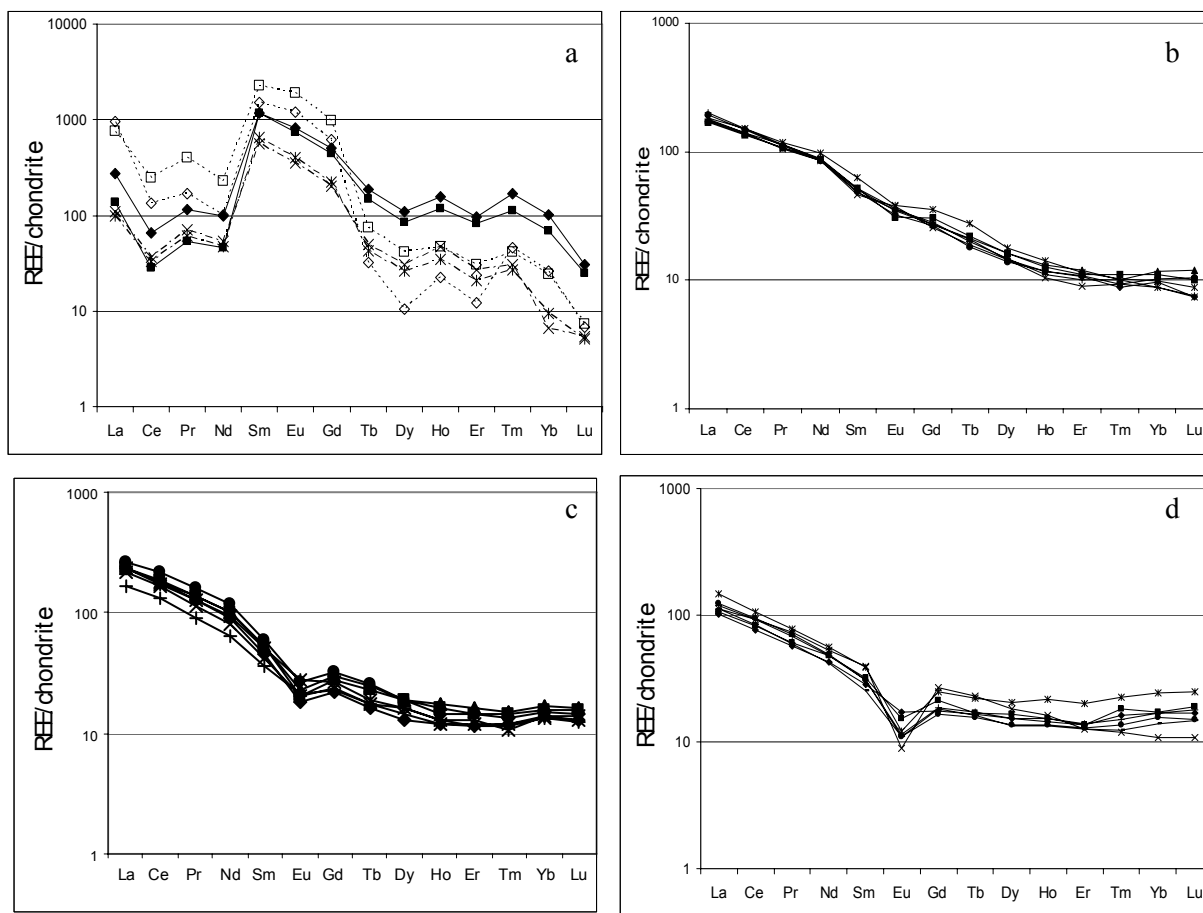 a
10000
1000
100
10
1
REE/chondrite
La Ce Pr Nd Sm Eu Gd Tb Dy Ho Er Tm Yb Lu
b
1000
100
10
1
REE/chondrite
La Ce Pr Nd Sm Eu Gd Tb Dy Ho Er Tm Yb Lu
c
1000
100
10
1
REE/chondrite
La Ce Pr Nd Sm Eu Gd Tb Dy Ho Er Tm Yb Lu
d
1000
100
10
1
REE/chondrite
La Ce Pr Nd Sm Eu Gd Tb Dy Ho Er Tm Yb Lu